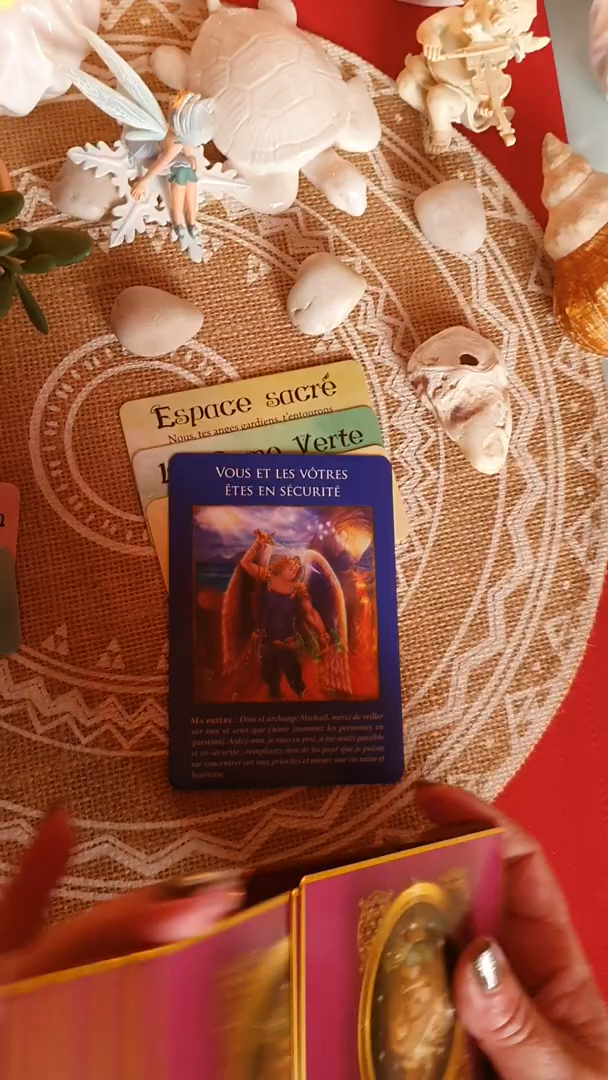 Espace sacré
Nous, tes anges gardiens, t'entourons
Verte
Vous et les vôtres
êtes en sécurité
Ma prière : Dieu et archange Michaël, merci de veiller
sur moi et ceux que j'aime [nommez les personnes en
question]. Aidez-moi, je vous en prie, à me sentir paisible
et en sécurité ; remplissez-moi de foi pour que je puisse
me concentrer sur mes priorités et mener une vie saine et
heureuse.